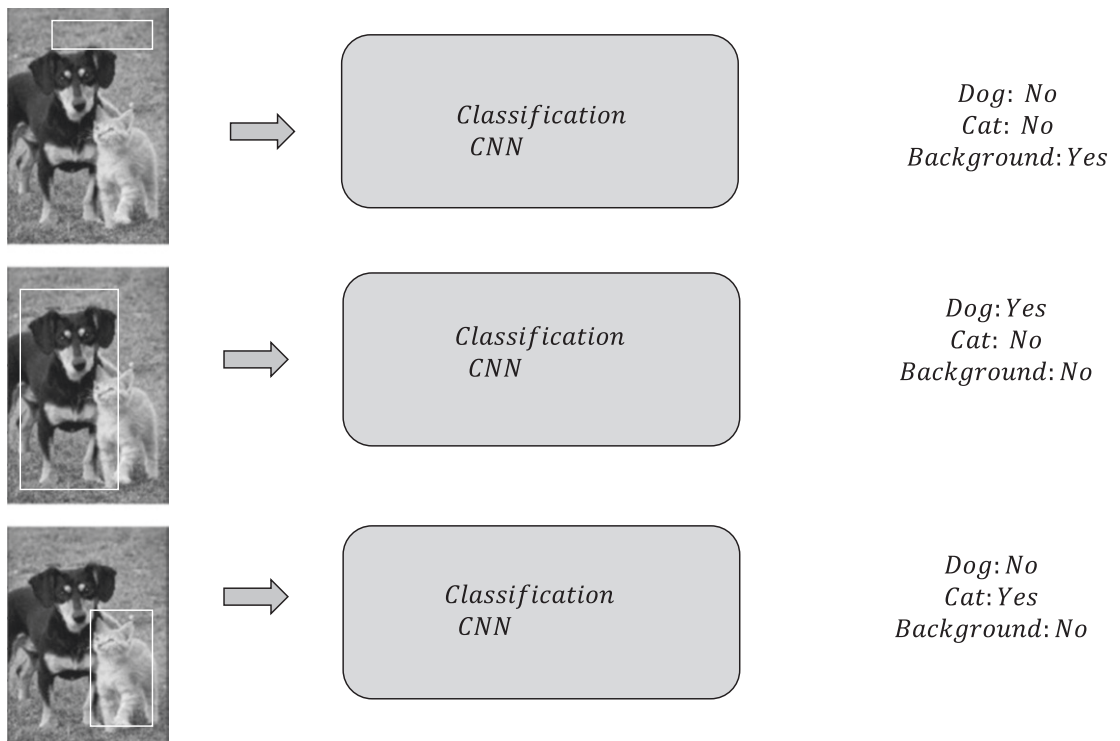 Classification
CNN
Dog: No
Cat: No
Background: Yes
Classification
CNN
Dog: Yes
Cat: No
Background: No
Classification
CNN
Dog: No
Cat: Yes
Background: No